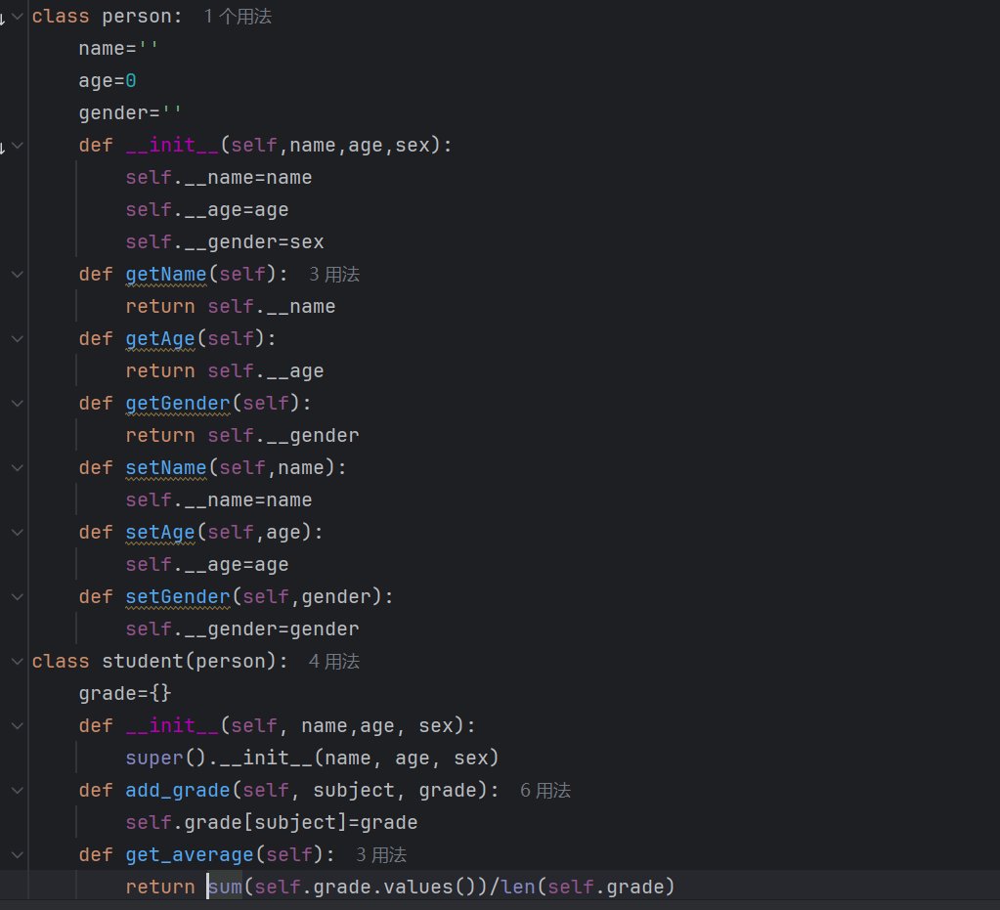 class person:  1 个用法
    name=''
    age=0
    gender=''
    def __init__(self,name,age,sex):
        self.__name=name
        self.__age=age
        self.__gender=sex
    def getName(self):  3 用法
        return self.__name
    def getAge(self):
        return self.__age
    def getGender(self):
        return self.__gender
    def setName(self,name):
        self.__name=name
    def setAge(self,age):
        self.__age=age
    def setGender(self,gender):
        self.__gender=gender
class student(person):  4 用法
    grade={}
    def __init__(self, name,age, sex):
        super().__init__(name, age, sex)
    def add_grade(self, subject, grade):  6 用法
        self.grade[subject]=grade
    def get_average(self):  3 用法
        return sum(self.grade.values())/len(self.grade)